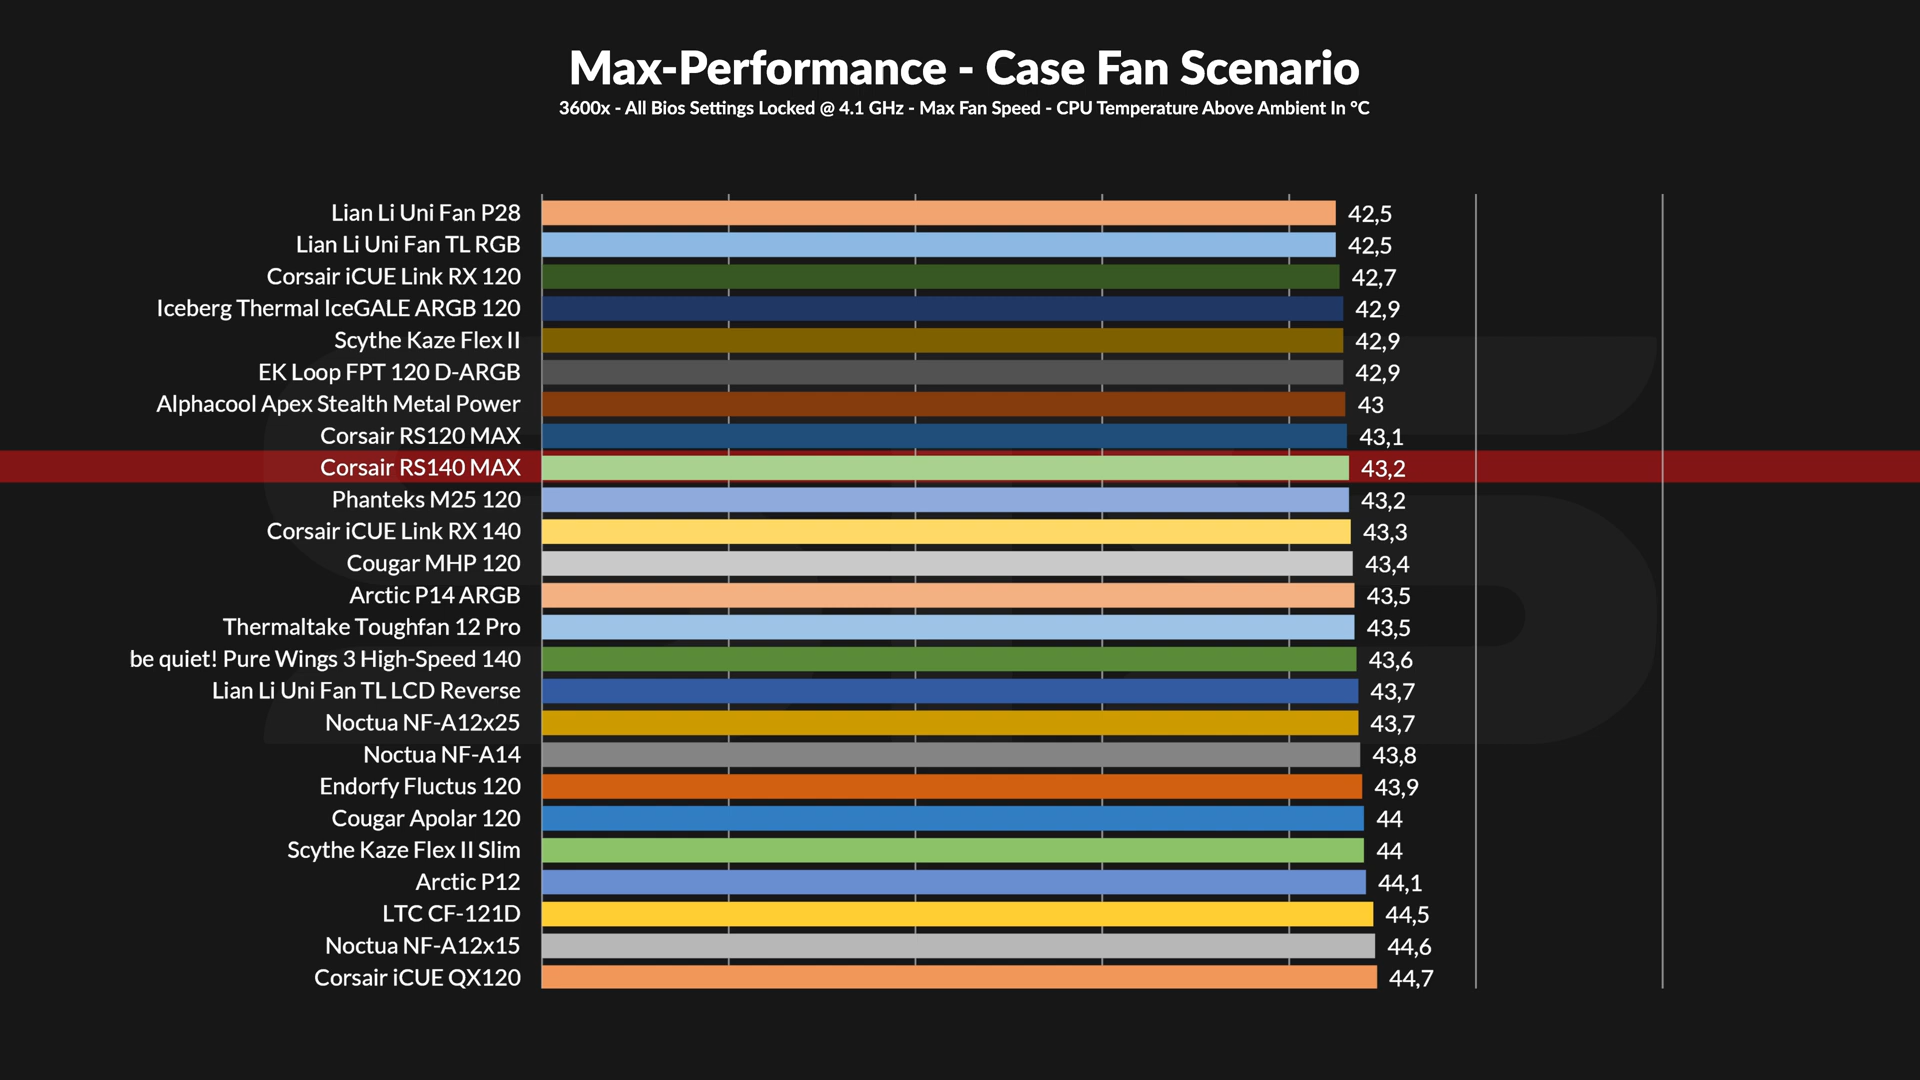 Max-Performance - Case Fan Scenario
3600x - All Bios Settings Locked @ 4.1 GHz - Max Fan Speed - CPU Temperature Above Ambient In °C
Lian Li Uni Fan P28 42,5
Lian Li Uni Fan TL RGB 42,5
Corsair iCUE Link RX 120 42,7
Iceberg Thermal IceGALE ARGB 120 42,9
Scythe Kaze Flex II 42,9
EK Loop FPT 120 D-ARGB 42,9
Alphacool Apex Stealth Metal Power 43
Corsair RS120 MAX 43,1
Corsair RS140 MAX 43,2
Phanteks M25 120 43,2
Corsair iCUE Link RX 140 43,3
Cougar MHP 120 43,4
Arctic P14 ARGB 43,5
Thermaltake Toughfan 12 Pro 43,5
be quiet! Pure Wings 3 High-Speed 140 43,6
Lian Li Uni Fan TL LCD Reverse 43,7
Noctua NF-A12x25 43,7
Noctua NF-A14 43,8
Endorfy Fluctus 120 43,9
Cougar Apolar 120 44
Scythe Kaze Flex II Slim 44
Arctic P12 44,1
LTC CF-121D 44,5
Noctua NF-A12x15 44,6
Corsair iCUE QX120 44,7